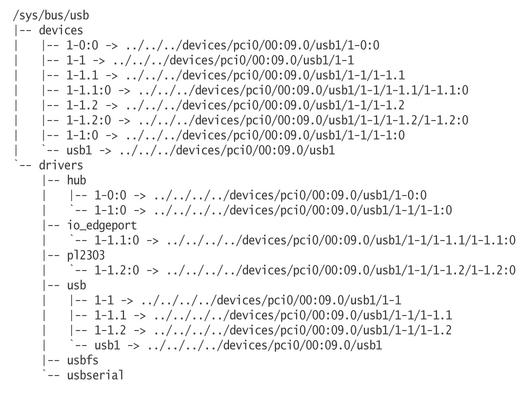 /sys/bus/usb
|-- devices
|   |-- 1-0:0 -> ../../../devices/pci0/00:09.0/usb1/1-0:0
|   |-- 1-1 -> ../../../devices/pci0/00:09.0/usb1/1-1
|   |-- 1-1.1 -> ../../../devices/pci0/00:09.0/usb1/1-1/1-1.1
|   |-- 1-1.1:0 -> ../../../devices/pci0/00:09.0/usb1/1-1/1-1.1/1-1.1:0
|   |-- 1-1.2 -> ../../../devices/pci0/00:09.0/usb1/1-1/1-1.2
|   |-- 1-1.2:0 -> ../../../devices/pci0/00:09.0/usb1/1-1/1-1.2/1-1.2:0
|   |-- 1-1:0 -> ../../../devices/pci0/00:09.0/usb1/1-1/1-1:0
|   `-- usb1 -> ../../../devices/pci0/00:09.0/usb1
`-- drivers
    |-- hub
    |   |-- 1-0:0 -> ../../../../devices/pci0/00:09.0/usb1/1-0:0
    |   `-- 1-1:0 -> ../../../../devices/pci0/00:09.0/usb1/1-1/1-1:0
    |-- io_edgeport
    |   `-- 1-1.1:0 -> ../../../../devices/pci0/00:09.0/usb1/1-1/1-1.1/1-1.1:0
    |-- pl2303
    |   `-- 1-1.2:0 -> ../../../../devices/pci0/00:09.0/usb1/1-1/1-1.2/1-1.2:0
    |-- usb
    |   |-- 1-1 -> ../../../../devices/pci0/00:09.0/usb1/1-1
    |   |-- 1-1.1 -> ../../../../devices/pci0/00:09.0/usb1/1-1/1-1.1
    |   |-- 1-1.2 -> ../../../../devices/pci0/00:09.0/usb1/1-1/1-1.2
    |   `-- usb1 -> ../../../../devices/pci0/00:09.0/usb1
    |-- usbfs
    `-- usbserial